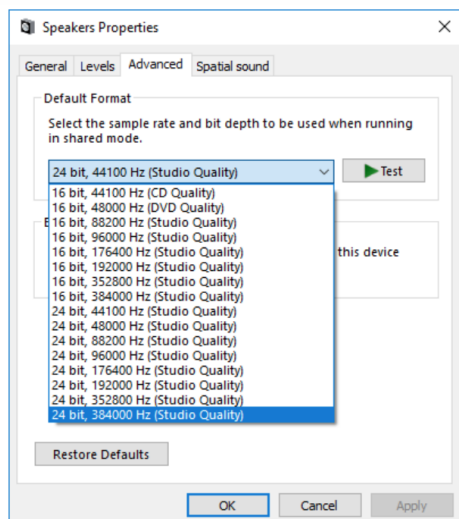 Speakers Properties
General Levels Advanced Spatial sound
Default Format
Select the sample rate and bit depth to be used when running
in shared mode.
24 bit, 44100 Hz (Studio Quality)
Test
16 bit, 44100 Hz (CD Quality)
16 bit, 48000 Hz (DVD Quality)
16 bit, 88200 Hz (Studio Quality)
16 bit, 96000 Hz (Studio Quality)
16 bit, 176400 Hz (Studio Quality)
this device
16 bit, 192000 Hz (Studio Quality)
16 bit, 352800 Hz (Studio Quality)
16 bit, 384000 Hz (Studio Quality)
24 bit, 44100 Hz (Studio Quality)
24 bit, 48000 Hz (Studio Quality)
24 bit, 88200 Hz (Studio Quality)
24 bit, 96000 Hz (Studio Quality)
24 bit, 176400 Hz (Studio Quality)
24 bit, 192000 Hz (Studio Quality)
24 bit, 352800 Hz (Studio Quality)
24 bit, 384000 Hz (Studio Quality)
Restore Defaults
OK Cancel Apply